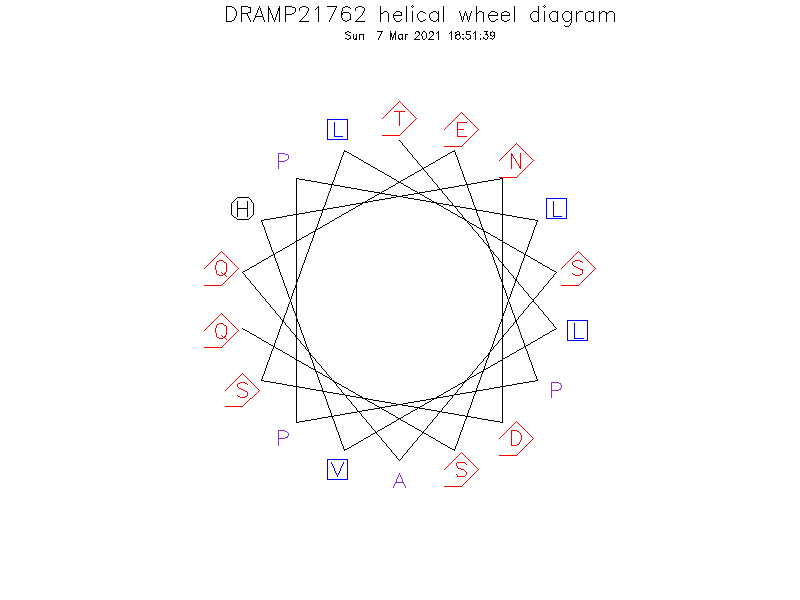 DRAMP21762 helical wheel diagram
Sun 7 Mar 2021 18:51:39
T
L E
P N
H L
Q S
Q L
S P
P D
V S
A